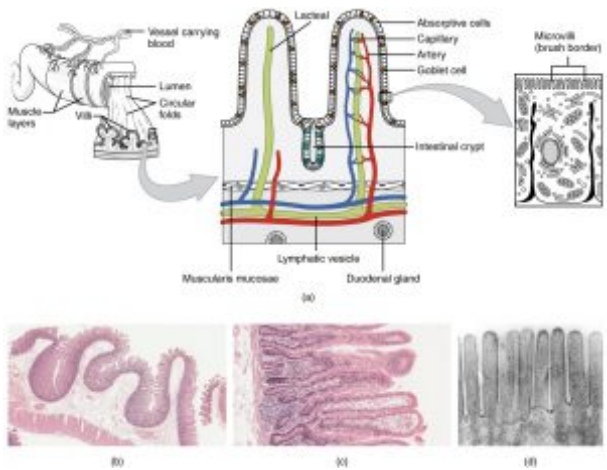 Vessel carrying
blood
Lumen
Circular
folds
Muscle
layers
Villi
Lacteal
Absorptive cells
Capillary
Artery
Goblet cell
Intestinal crypt
Lymphatic vesicle
Muscularis mucosae
Duodenal gland
Microvilli
(brush border)
(a)
(b)
(c)
(d)